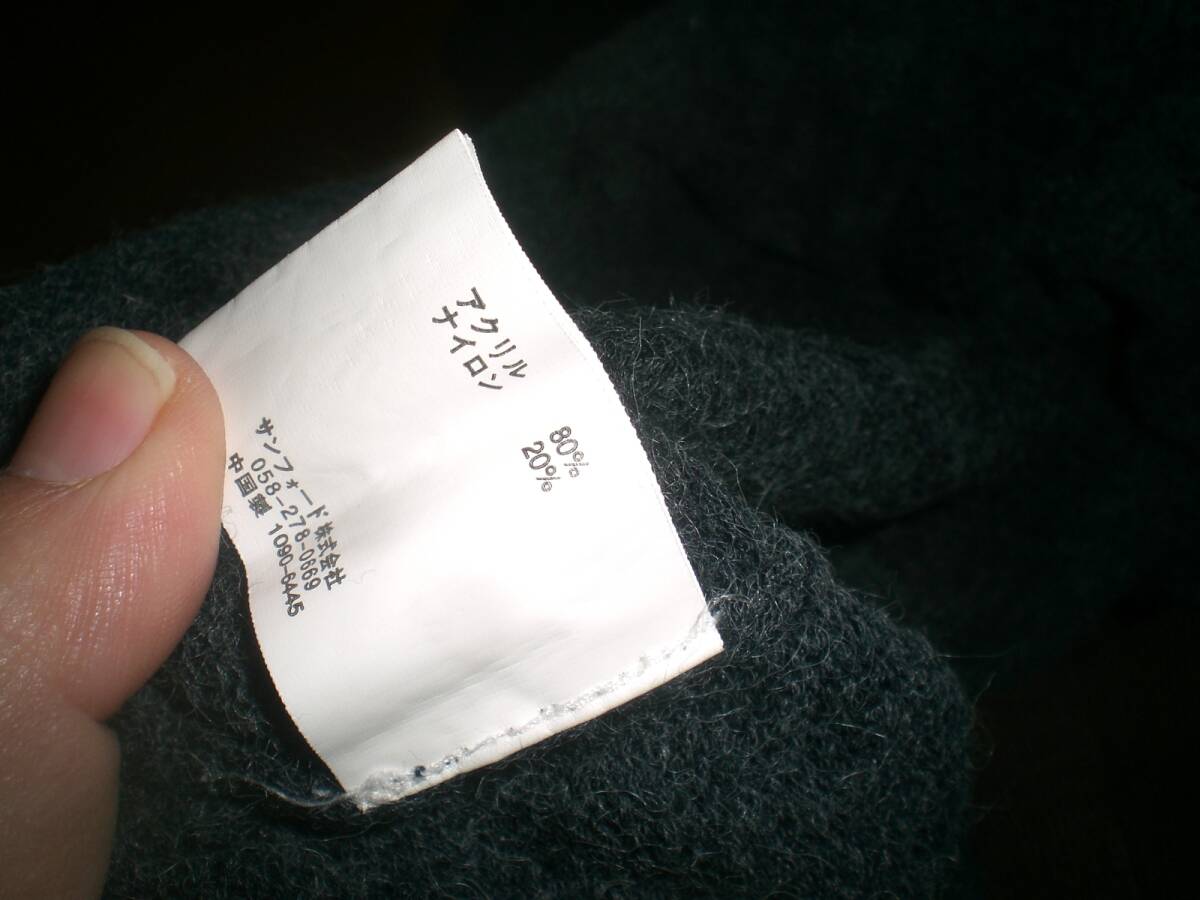 アクリル 80%
ナイロン 20%
サンフォード株式会社
058-278-0669
中国製 1090-6445